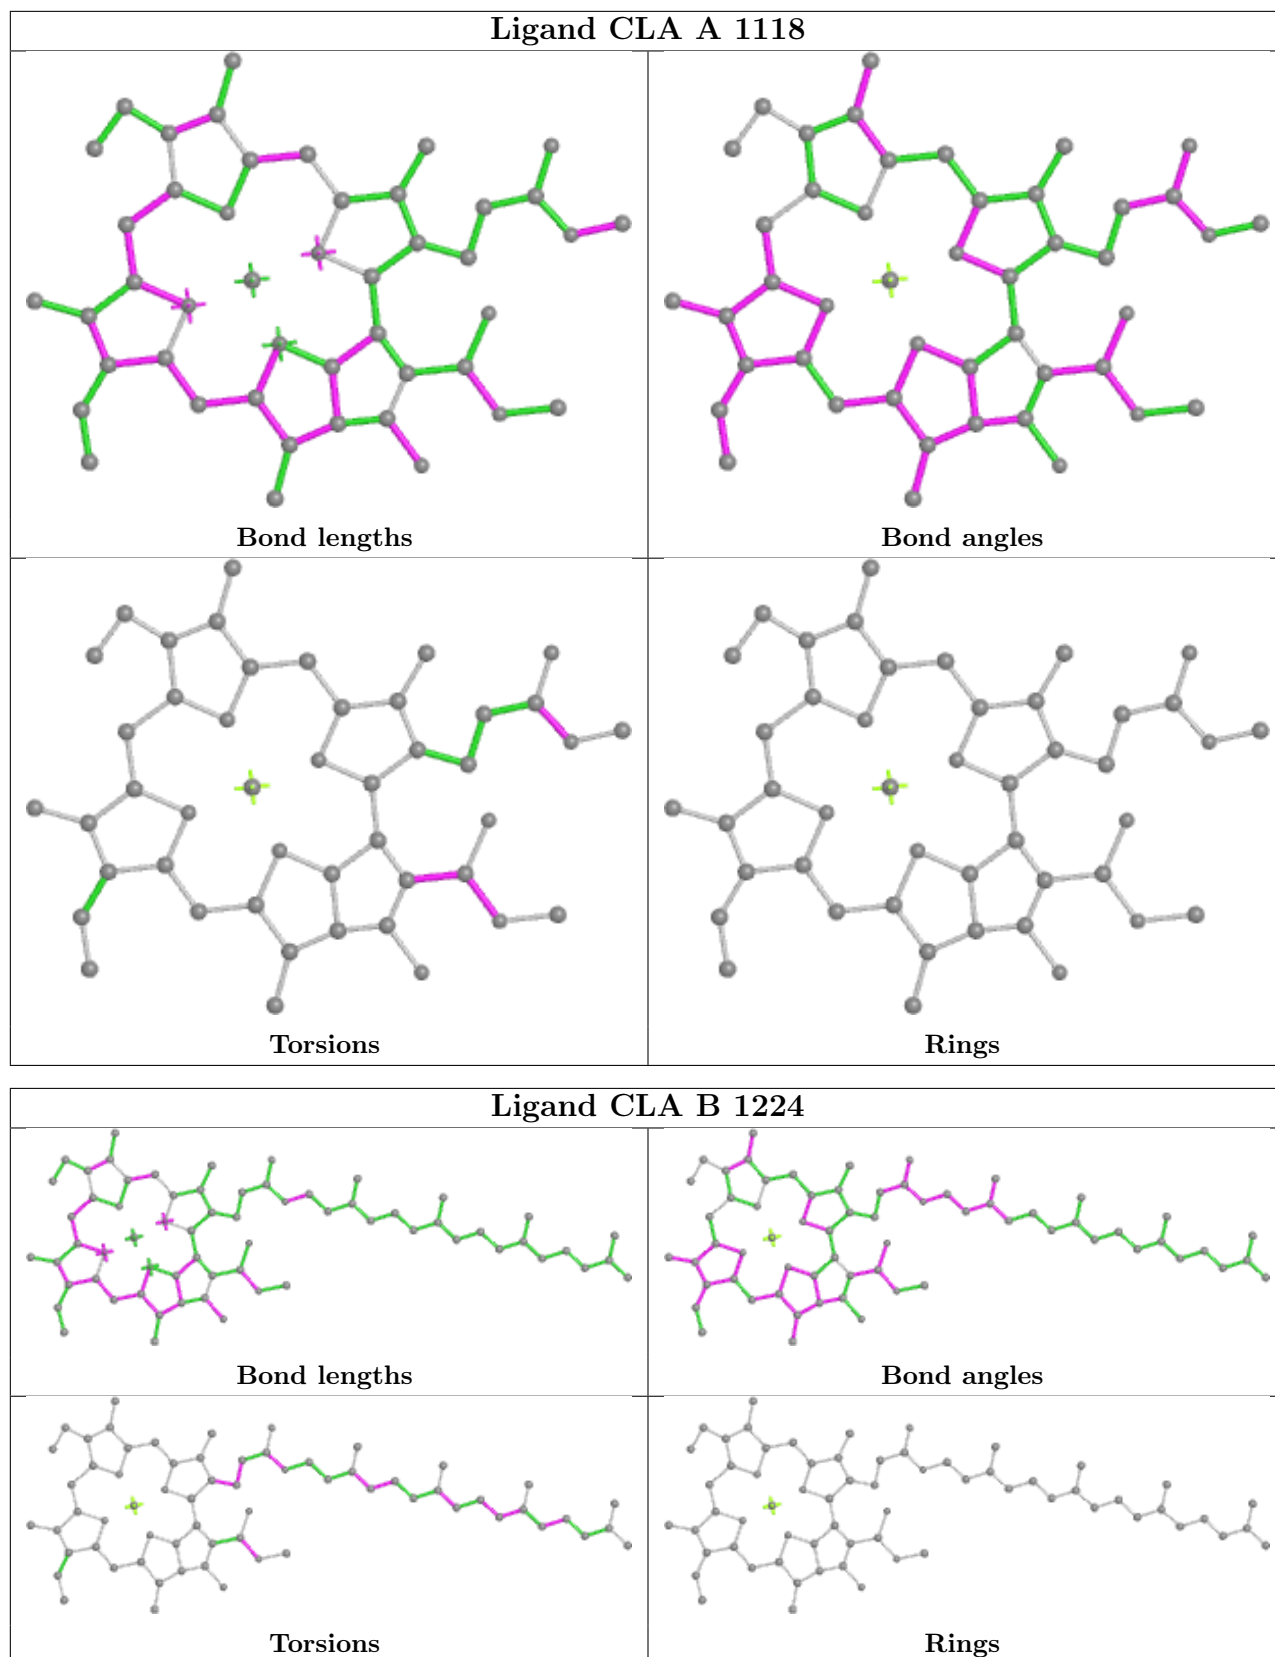 Ligand CLA A 1118
Bond lengths
Bond angles
Torsions
Rings
Ligand CLA B 1224
Bond lengths
Bond angles
Torsions
Rings